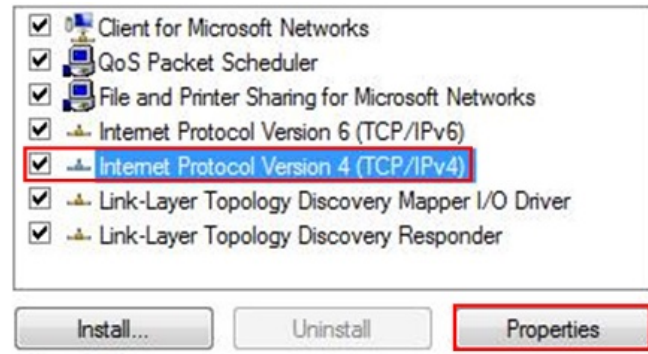 Client for Microsoft Networks
QoS Packet Scheduler
File and Printer Sharing for Microsoft Networks
Internet Protocol Version 6 (TCP/IPv6)
Internet Protocol Version 4 (TCP/IPv4)
Link-Layer Topology Discovery Mapper I/O Driver
Link-Layer Topology Discovery Responder
Install... Uninstall Properties